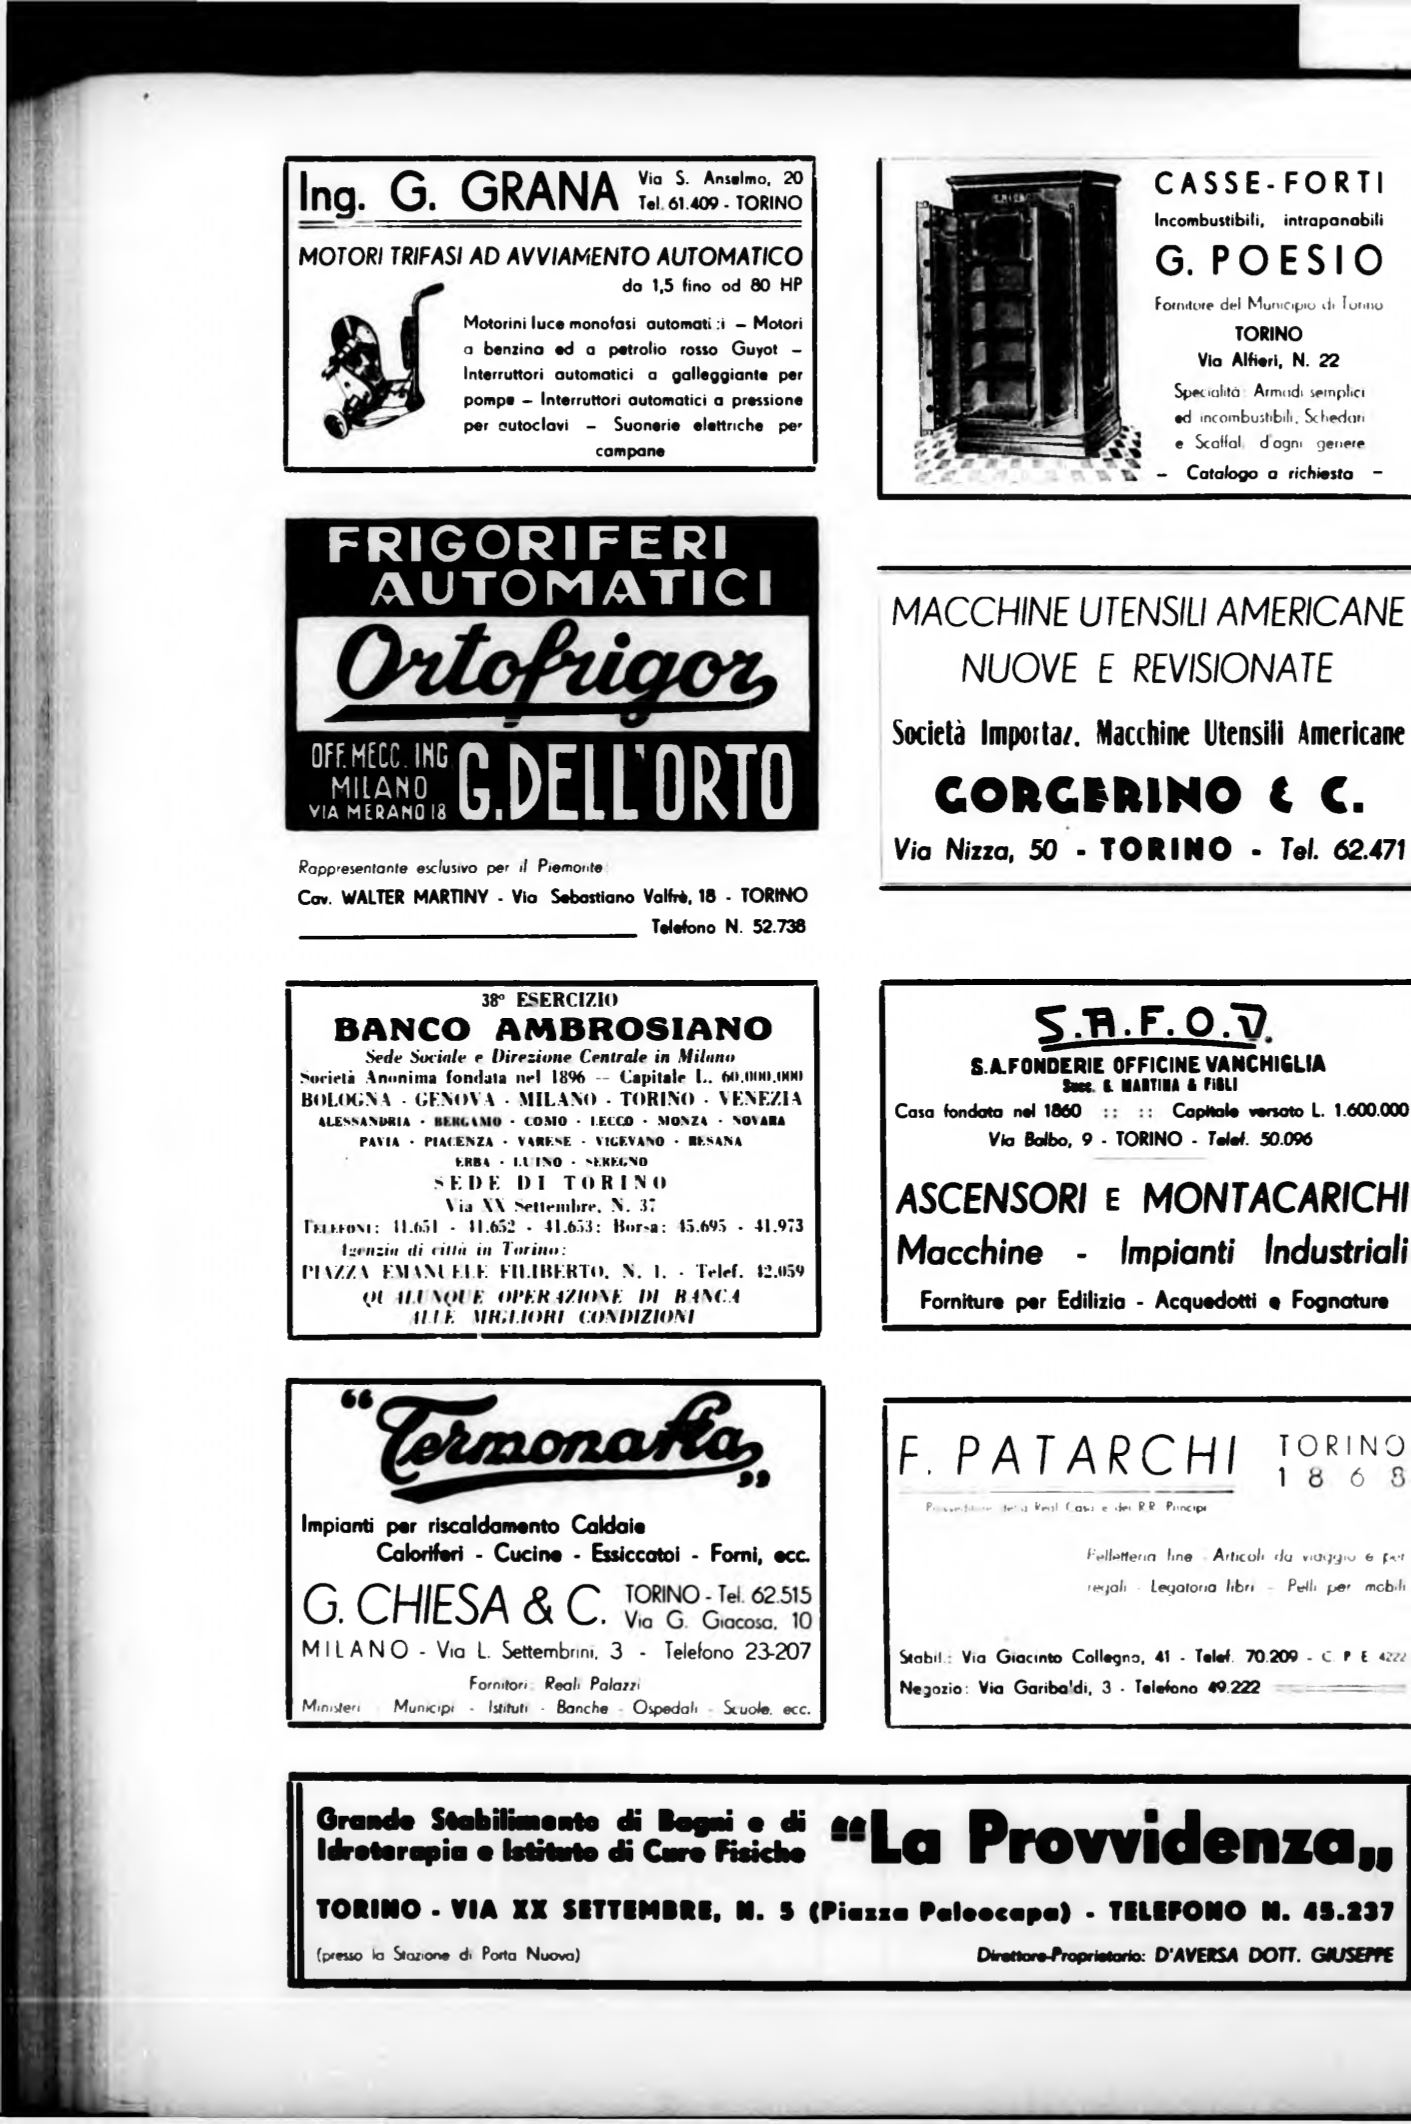 Ing. G. GRANA
Via S. Anselmo, 20
Tel. 61.409 - TORINO
MOTORI TRIFASI AD AVVIAMENTO AUTOMATICO
da 1,5 fino ad 80 HP
Motorini luce monofasi automatici – Motori
a benzina ed a petrolio rosso Guyot –
Interruttori automatici a galleggiante per
pompe – Interruttori automatici a pressione
per autoclavi – Suonerie elettriche per
campane
CASSE-FORTI
Incombustibili, intrapanabili
G. POESIO
Fornitore del Municipio di Torino
TORINO
Via Alfieri, N. 22
Specialità: Armadi semplici
ed incombustibili, Schedari
e Scaffali d'ogni genere
– Catalogo a richiesta –
FRIGORIFERI
AUTOMATICI
Ortofrigor
OFF. MECC. ING.
MILANO
VIA MERANO 18
G. DELL'ORTO
Rappresentante esclusivo per il Piemonte:
Cav. WALTER MARTINY - Via Sebastiano Valfrè, 18 - TORINO
Telefono N. 52.738
MACCHINE UTENSILI AMERICANE
NUOVE E REVISIONATE
Società Importaz. Macchine Utensili Americane
GORGERINO & C.
Via Nizza, 50 - TORINO - Tel. 62.471
38° ESERCIZIO
BANCO AMBROSIANO
Sede Sociale e Direzione Centrale in Milano
Società Anonima fondata nel 1896 -- Capitale L. 60.000.000
BOLOGNA - GENOVA - MILANO - TORINO - VENEZIA
ALESSANDRIA - BERGAMO - COMO - LECCO - MONZA - NOVARA
PAVIA - PIACENZA - VARESE - VIGEVANO - BESANA
ERBA - LUINO - SEREGNO
SEDE DI TORINO
Via XX Settembre, N. 37
TELEFONI: 41.651 - 41.652 - 41.653: Borsa: 45.695 - 41.973
Agenzia di città in Torino:
PIAZZA EMANUELE FILIBERTO, N. 1. - Telef. 42.059
QUALUNQUE OPERAZIONE DI BANCA
ALLE MIGLIORI CONDIZIONI
S.A.F.O.V.
S.A. FONDERIE OFFICINE VANCHIGLIA
Succ. G. MARTINA & FIGLI
Casa fondata nel 1860 :: :: Capitale versato L. 1.600.000
Via Balbo, 9 - TORINO - Telef. 50.096
ASCENSORI E MONTACARICHI
Macchine - Impianti Industriali
Forniture per Edilizia - Acquedotti e Fognature
“Termonafta„
Impianti per riscaldamento Caldaie
Caloriferi - Cucine - Essiccatoi - Forni, ecc.
G. CHIESA & C.
TORINO - Tel. 62.515
Via G. Giacosa, 10
MILANO - Via L. Settembrini, 3 - Telefono 23-207
Fornitori: Reali Palazzi
Ministeri - Municipi - Istituti - Banche - Ospedali - Scuole, ecc.
F. PATARCHI
TORINO
1868
della Real Casa e dei RR. Principi
Pelletteria fine - Articoli da viaggio e per
regali - Legatoria libri - Pelli per mobili
Stabil.: Via Giacinto Collegno, 41 - Telef. 70.209 - C P E 4222
Negozio: Via Garibaldi, 3 - Telefono 49.222
Grande Stabilimento di Bagni e di
Idroterapia e Istituto di Cure Fisiche
“La Provvidenza„
TORINO - VIA XX SETTEMBRE, N. 5 (Piazza Paleocapa) - TELEFONO N. 45.237
(presso la Stazione di Porta Nuova)
Direttore-Proprietario: D'AVERSA DOTT. GIUSEPPE